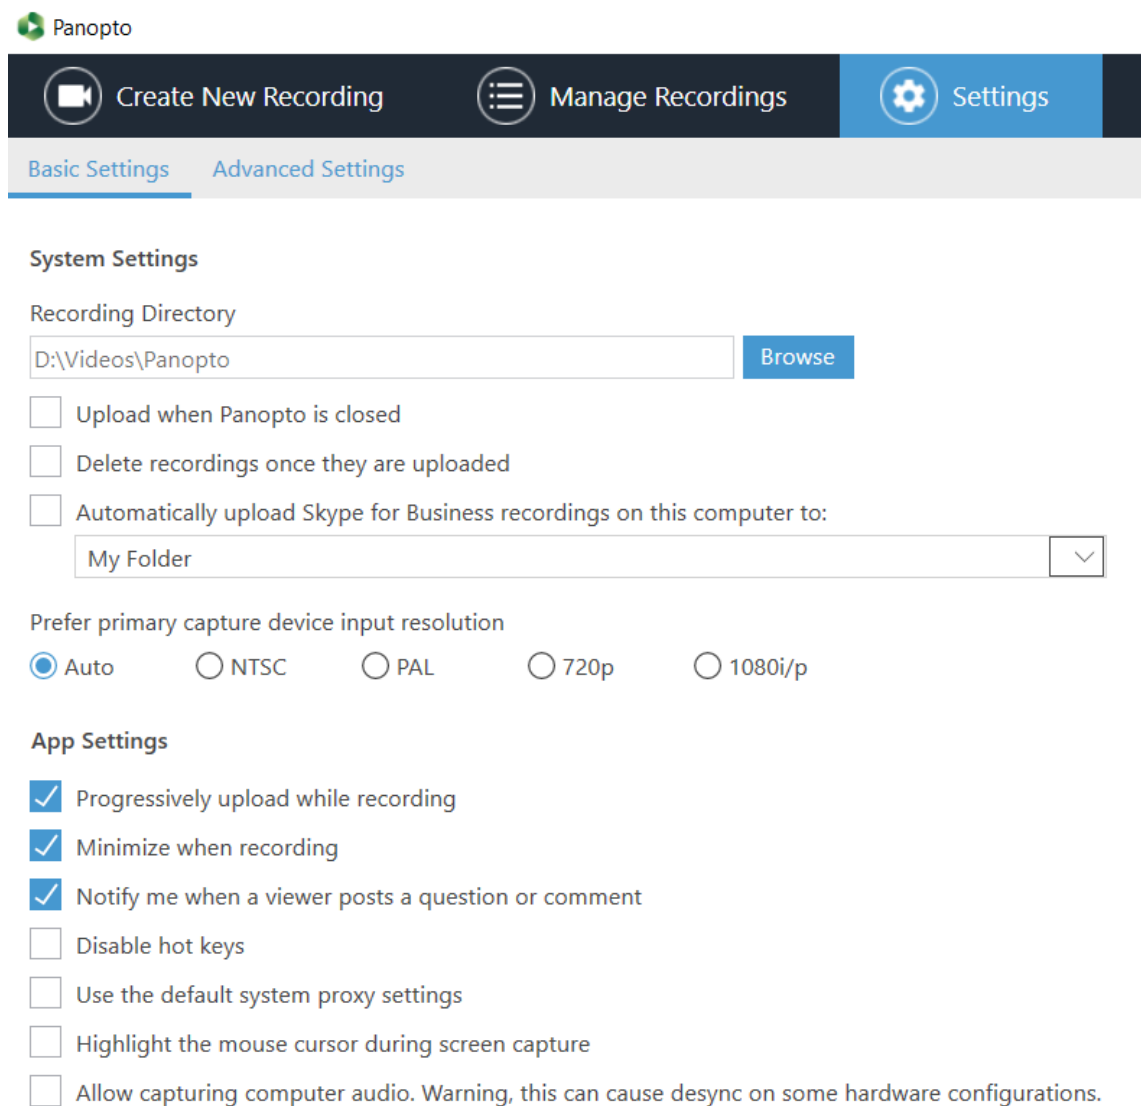 Panopto
Create New Recording
Manage Recordings
Settings
Basic Settings
Advanced Settings
System Settings
Recording Directory
D:\Videos\Panopto
Browse
Upload when Panopto is closed
Delete recordings once they are uploaded
Automatically upload Skype for Business recordings on this computer to:
My Folder
Prefer primary capture device input resolution
Auto
NTSC
PAL
720p
1080i/p
App Settings
Progressively upload while recording
Minimize when recording
Notify me when a viewer posts a question or comment
Disable hot keys
Use the default system proxy settings
Highlight the mouse cursor during screen capture
Allow capturing computer audio. Warning, this can cause desync on some hardware configurations.